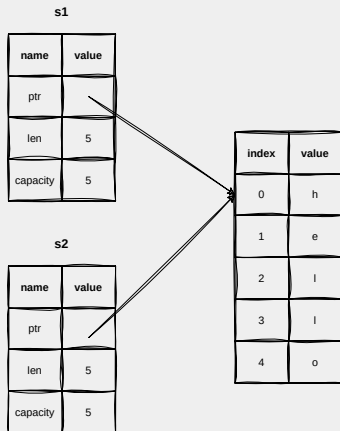 s1
name value
ptr
len 5
capacity 5
s2
name value
ptr
len 5
capacity 5
index value
0 h
1 e
2 l
3 l
4 o